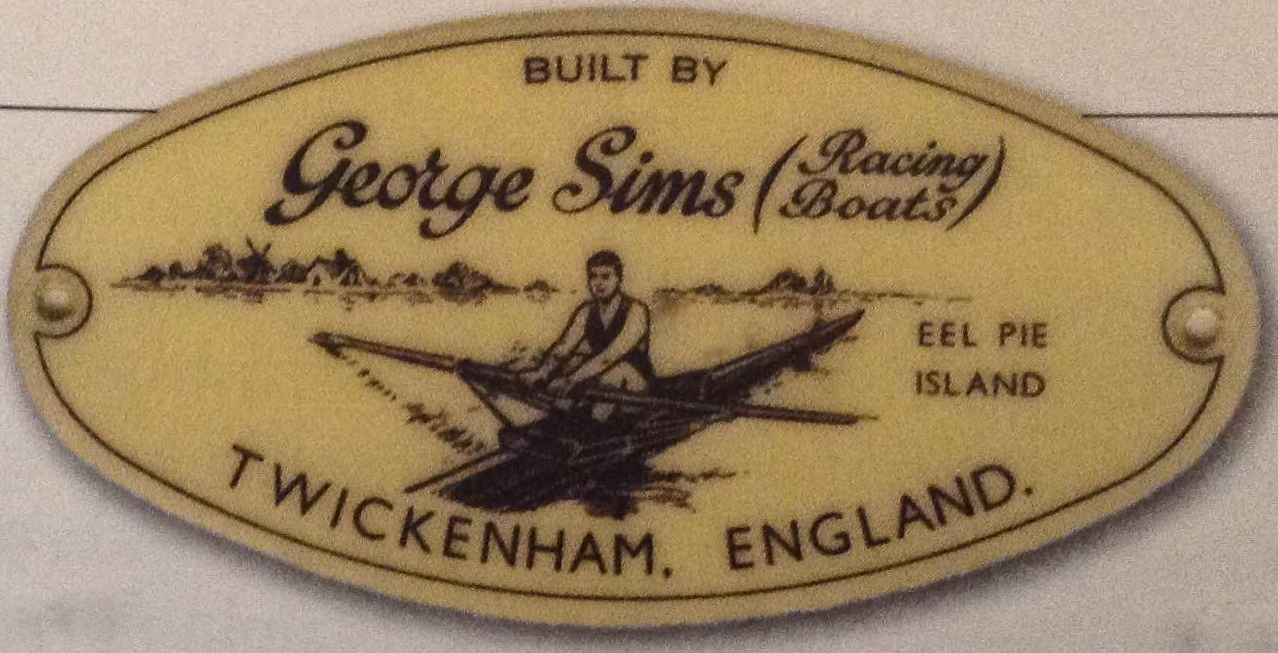 BUILT BY
George Sims (Racing Boats)
EEL PIE
ISLAND
TWICKENHAM. ENGLAND.